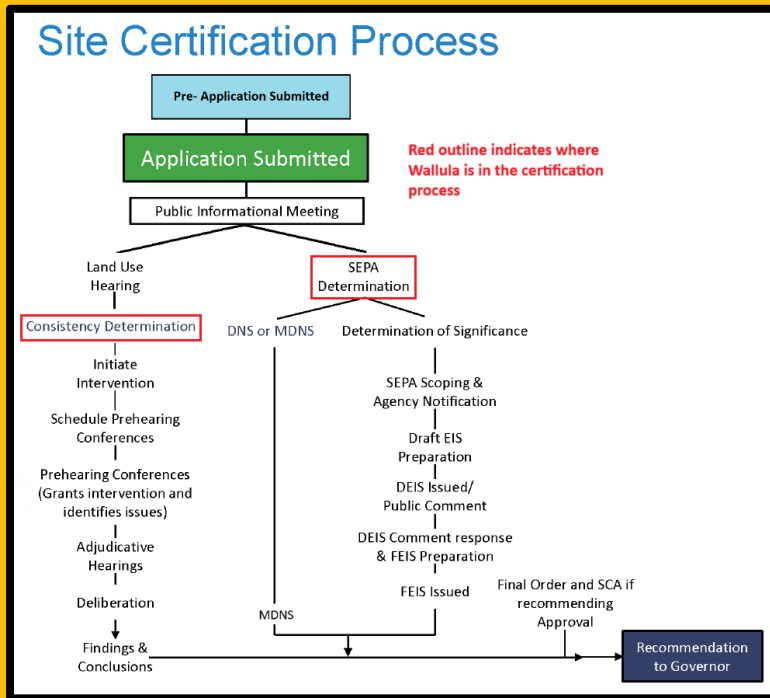 Site Certification Process
Pre- Application Submitted
Application Submitted
Red outline indicates where
Wallula is in the certification
process
Public Informational Meeting
Land Use
Hearing
SEPA
Determination
Consistency Determination
DNS or MDNS
Determination of Significance
Initiate
Intervention
SEPA Scoping &
Agency Notification
Schedule Prehearing
Conferences
Draft EIS
Preparation
Prehearing Conferences
(Grants intervention and
identifies issues)
DEIS Issued/
Public Comment
Adjudicative
Hearings
DEIS Comment response
& FEIS Preparation
Deliberation
FEIS Issued
Final Order and SCA if
recommending
Approval
MDNS
Findings &
Conclusions
Recommendation
to Governor